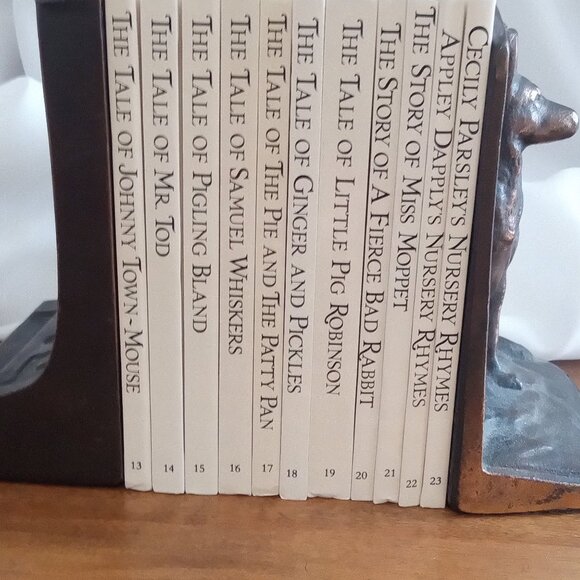 THE TALE OF JOHNNY TOWN-MOUSE
13
THE TALE OF MR. TOD
14
THE TALE OF PIGLING BLAND
15
THE TALE OF SAMUEL WHISKERS
16
THE TALE OF THE PIE AND THE PATTY PAN
17
THE TALE OF GINGER AND PICKLES
18
THE TALE OF LITTLE PIG ROBINSON
19
THE STORY OF A FIERCE BAD RABBIT
20
THE STORY OF MISS MOPPET
21
APPLEY DAPPLY'S NURSERY RHYMES
22
CECILY PARSLEY'S NURSERY RHYMES
23